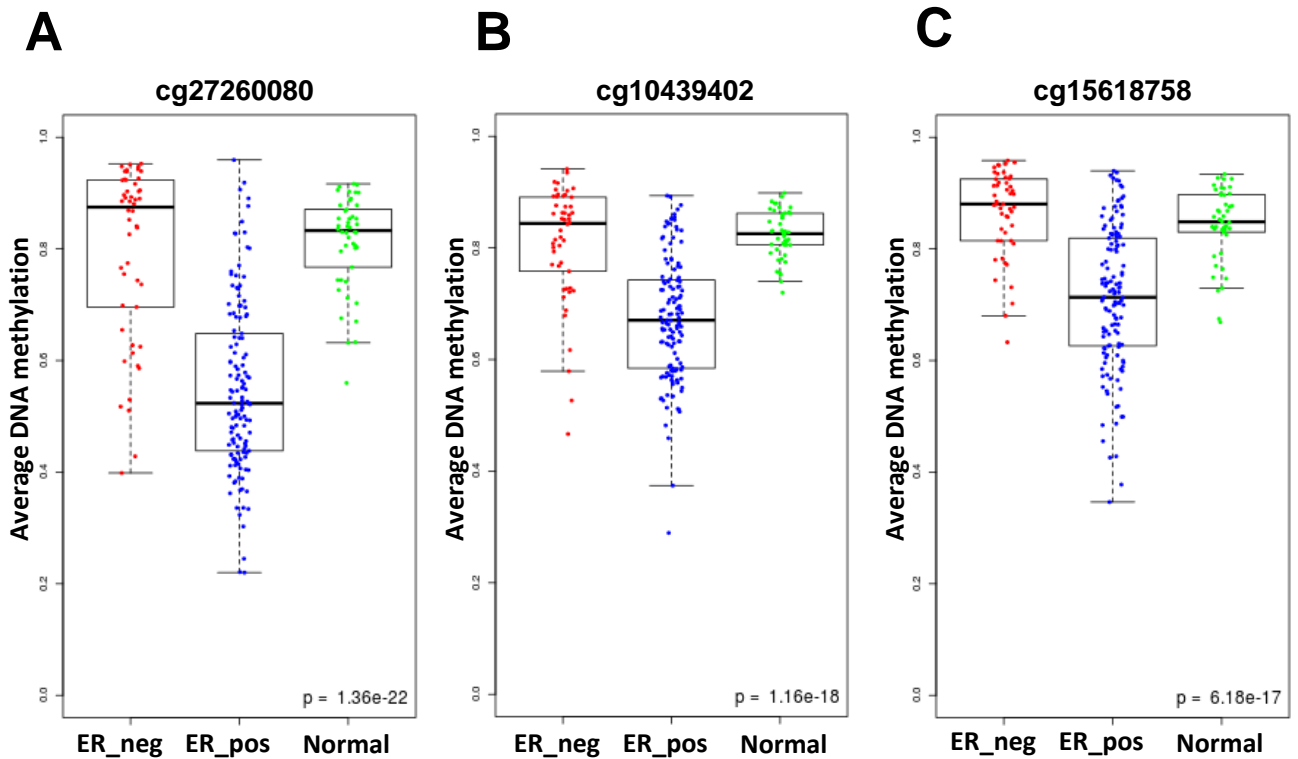 A
cg27260080
Average DNA methylation
1.0
0.8
0.6
0.4
0.2
0.0
p = 1.36e-22
ER_neg ER_pos Normal
B
cg10439402
Average DNA methylation
1.0
0.8
0.6
0.4
0.2
0.0
p = 1.16e-18
ER_neg ER_pos Normal
C
cg15618758
Average DNA methylation
1.0
0.8
0.6
0.4
0.2
0.0
p = 6.18e-17
ER_neg ER_pos Normal